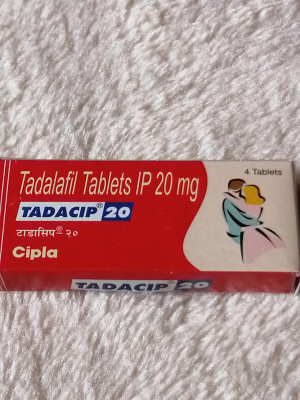 Tadalafil Tablets IP 20 mg
4 Tablets
TADACIP® 20
टाडासिप® २०
Cipla
TADACIP® 20